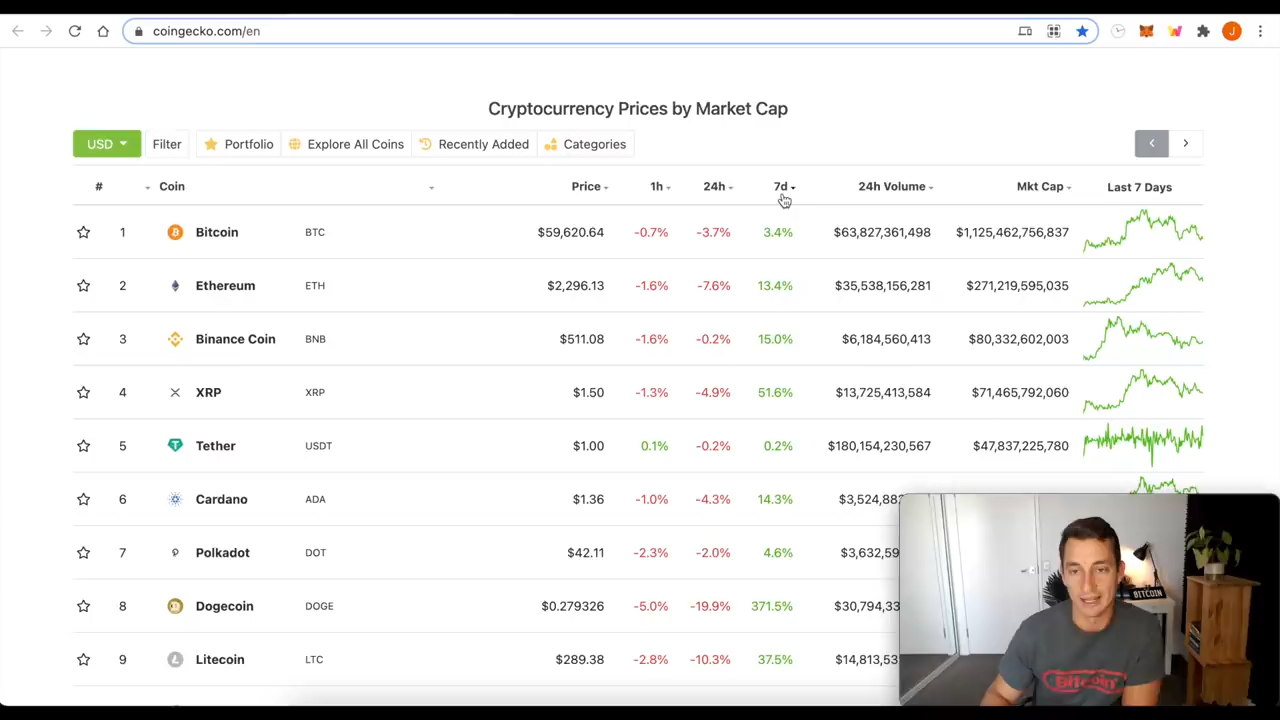 coingecko.com/en
J
Cryptocurrency Prices by Market Cap
USD Filter Portfolio Explore All Coins Recently Added Categories
# Coin Price 1h 24h 7d 24h Volume Mkt Cap Last 7 Days
1 Bitcoin BTC $59,620.64 -0.7% -3.7% 3.4% $63,827,361,498 $1,125,462,756,837
2 Ethereum ETH $2,296.13 -1.6% -7.6% 13.4% $35,538,156,281 $271,219,595,035
3 Binance Coin BNB $511.08 -1.6% -0.2% 15.0% $6,184,560,413 $80,332,602,003
4 XRP XRP $1.50 -1.3% -4.9% 51.6% $13,725,413,584 $71,465,792,060
5 Tether USDT $1.00 0.1% -0.2% 0.2% $180,154,230,567 $47,837,225,780
6 Cardano ADA $1.36 -1.0% -4.3% 14.3%
7 Polkadot DOT $42.11 -2.3% -2.0% 4.6%
8 Dogecoin DOGE $0.279326 -5.0% -19.9% 371.5%
9 Litecoin LTC $289.38 -2.8% -10.3% 37.5%
BITCOIN
Bitcoin